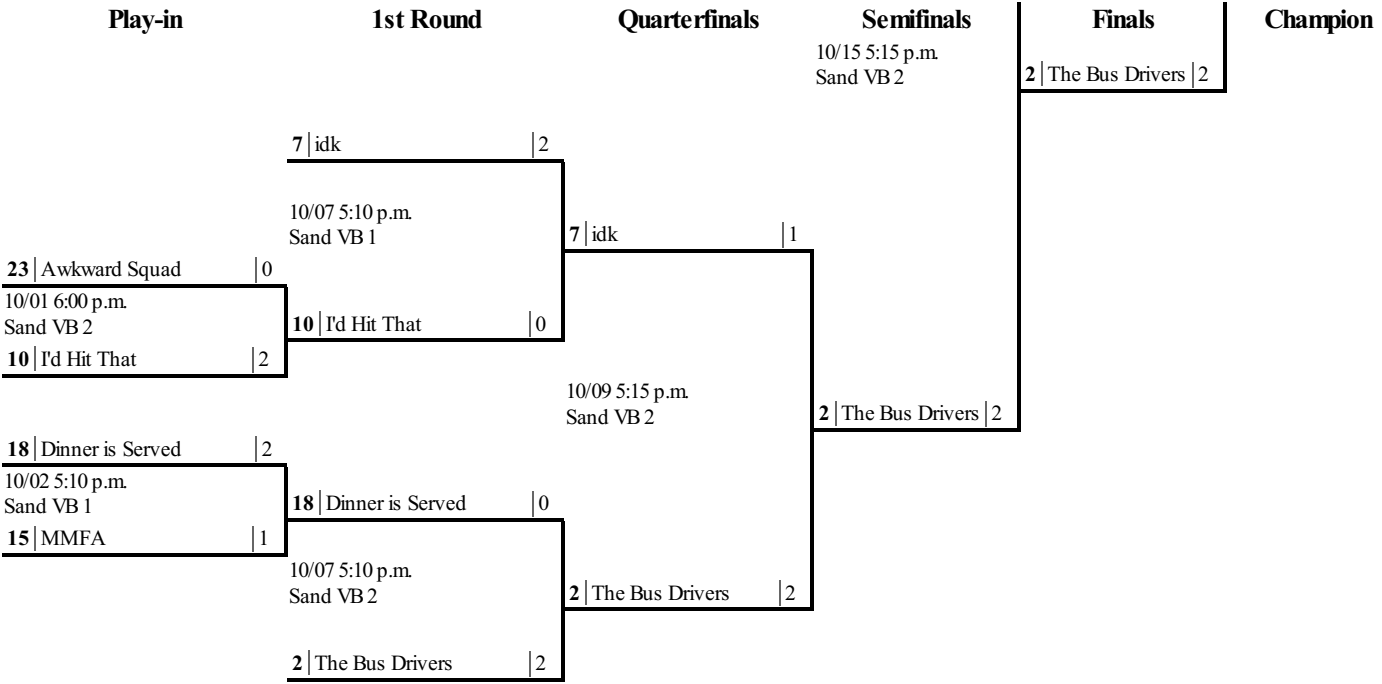 Play-in 1st Round Quarterfinals Semifinals Finals Champion
10/15 5:15 p.m.
Sand VB 2
2 The Bus Drivers 2
7 idk 2
10/07 5:10 p.m.
Sand VB 1
7 idk 1
23 Awkward Squad 0
10/01 6:00 p.m.
Sand VB 2
10 I'd Hit That 0
10 I'd Hit That 2
10/09 5:15 p.m.
Sand VB 2
2 The Bus Drivers 2
18 Dinner is Served 2
10/02 5:10 p.m.
Sand VB 1
18 Dinner is Served 0
15 MMFA 1
10/07 5:10 p.m.
Sand VB 2
2 The Bus Drivers 2
2 The Bus Drivers 2